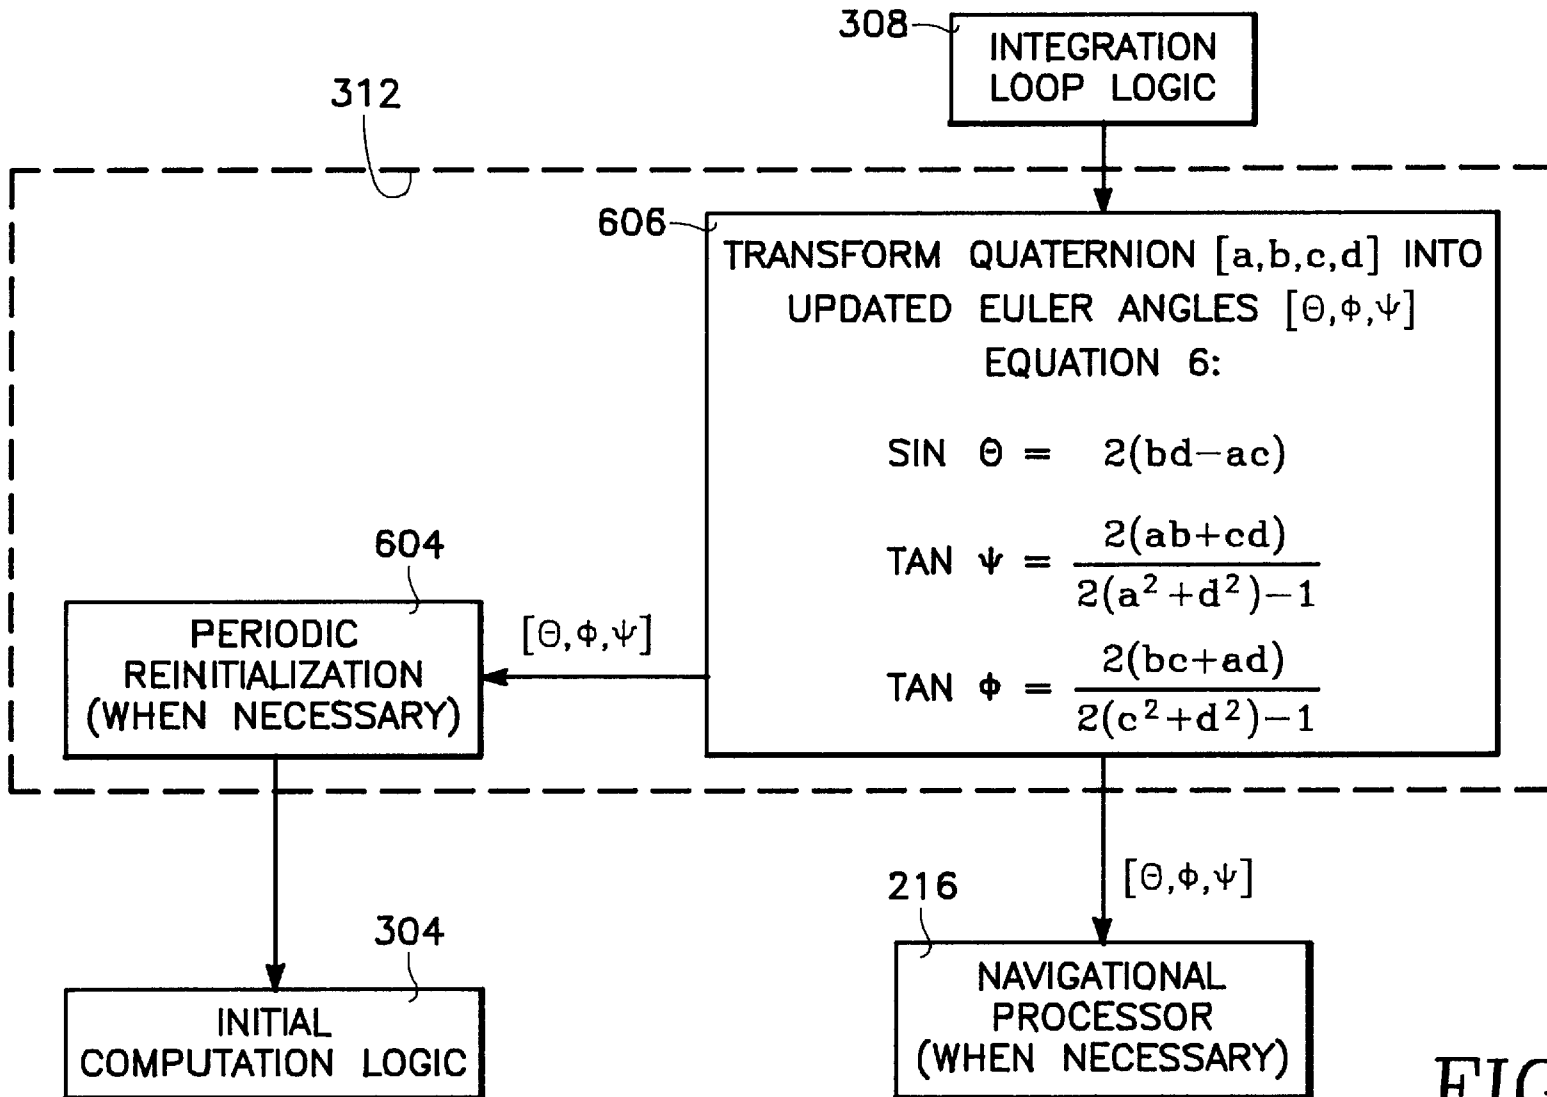 308
INTEGRATION
LOOP LOGIC
312
606
TRANSFORM QUATERNION [a,b,c,d] INTO
UPDATED EULER ANGLES [Θ,Φ,Ψ]
EQUATION 6:
SIN Θ = 2(bd−ac)
TAN Ψ = 2(ab+cd) / 2(a²+d²)−1
TAN Φ = 2(bc+ad) / 2(c²+d²)−1
604
PERIODIC
REINITIALIZATION
(WHEN NECESSARY)
[Θ,Φ,Ψ]
[Θ,Φ,Ψ]
304
INITIAL
COMPUTATION LOGIC
216
NAVIGATIONAL
PROCESSOR
(WHEN NECESSARY)
FIG